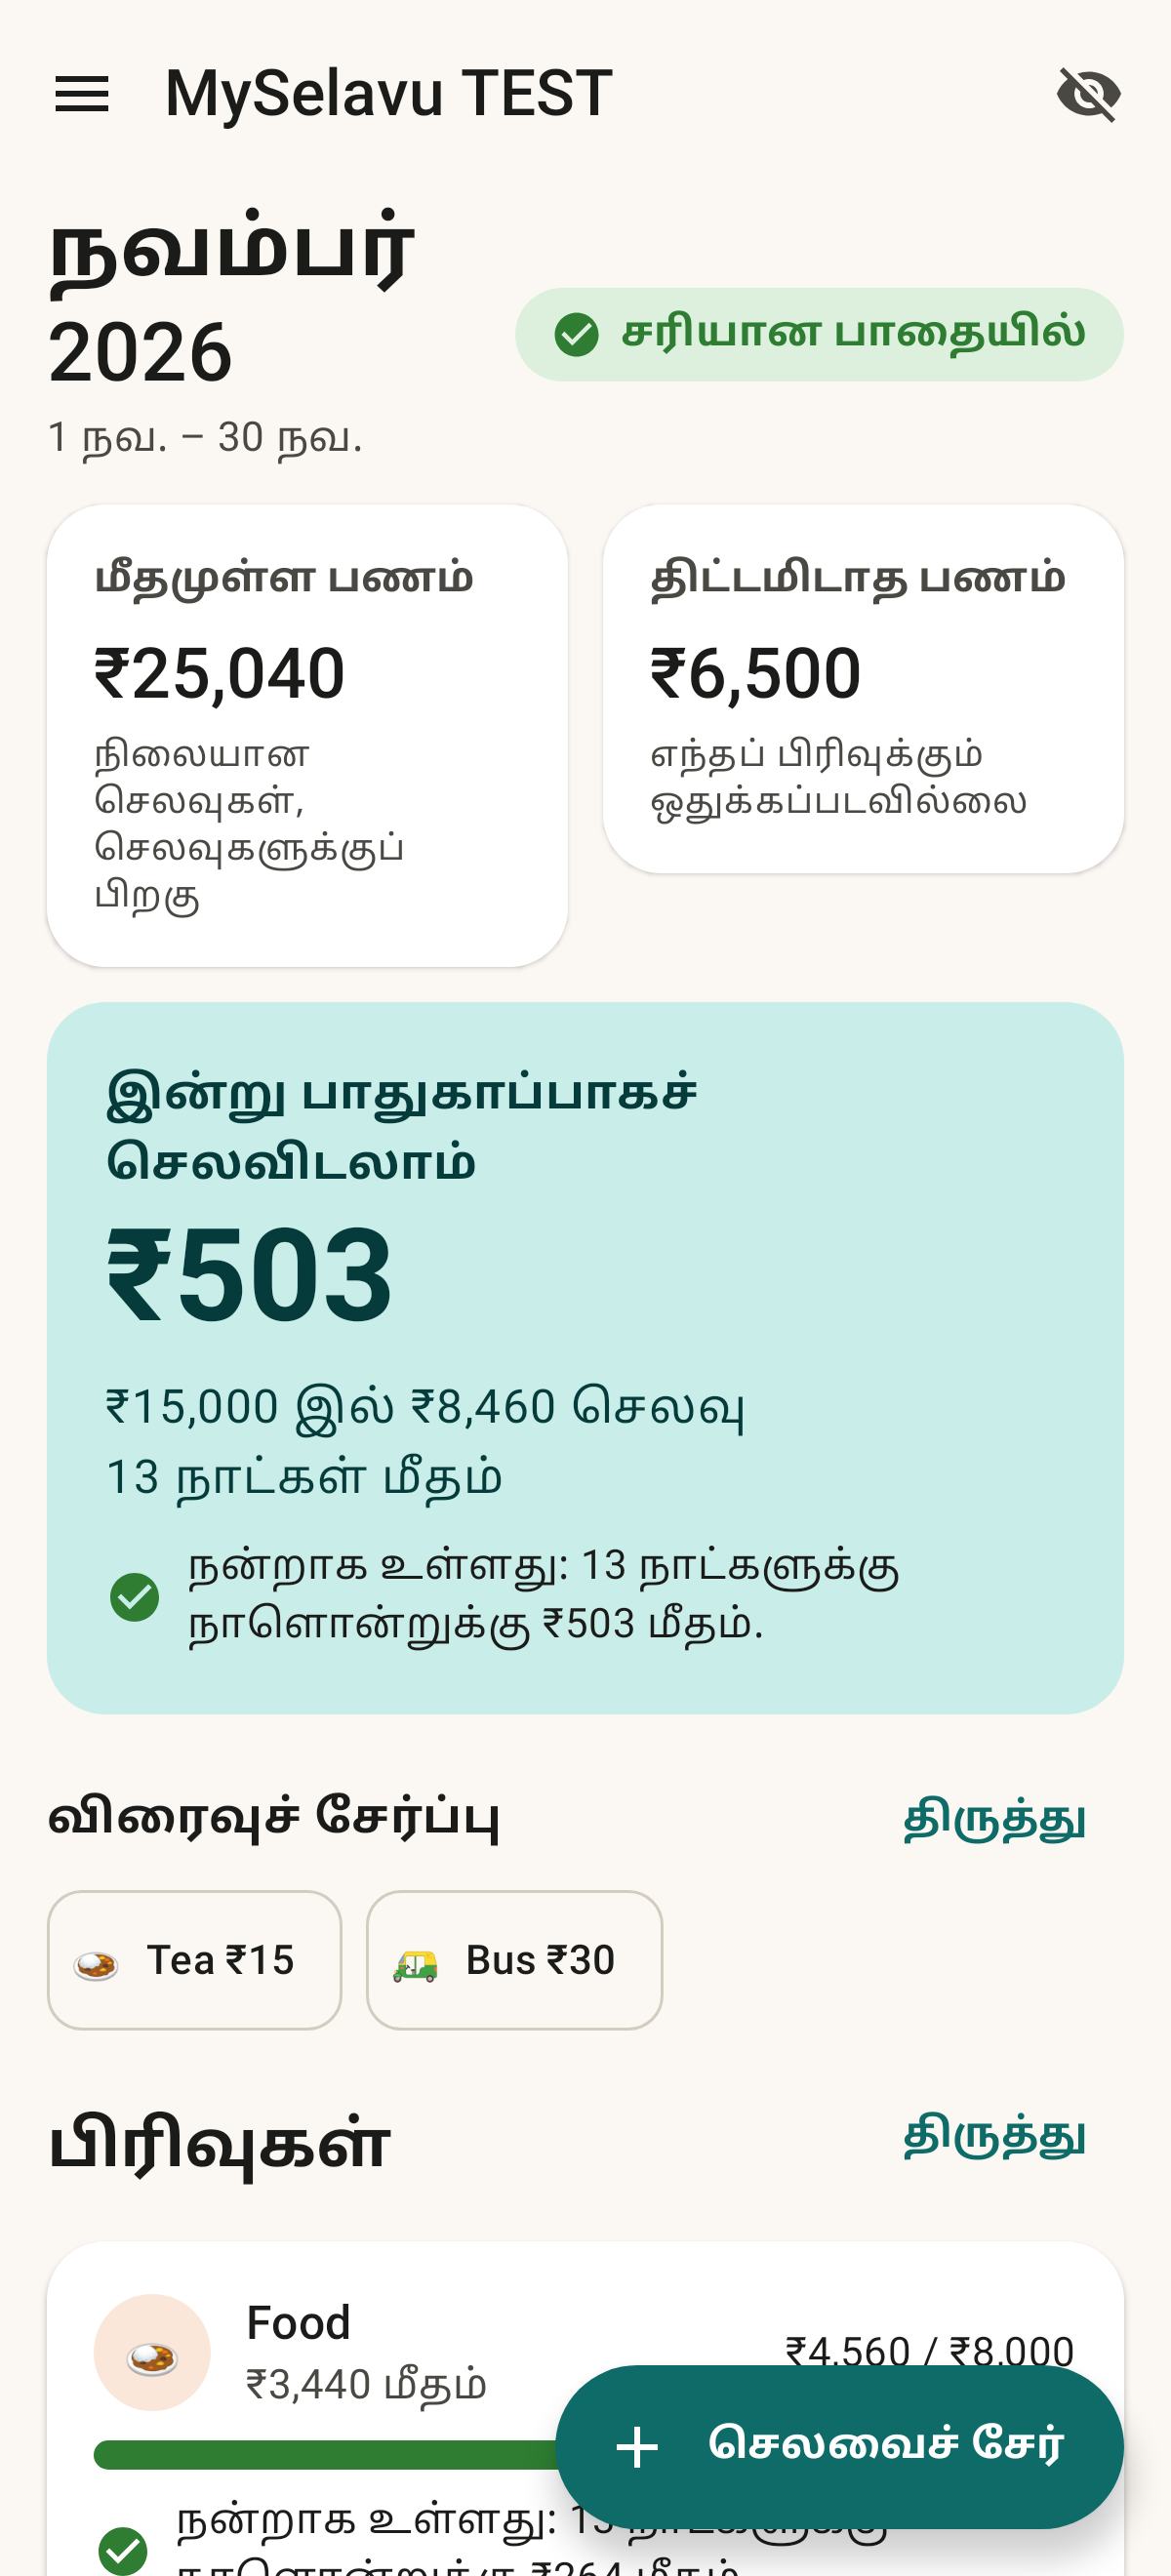 MySelavu TEST
நவம்பர்
2026
சரியான பாதையில்
1 நவ. – 30 நவ.
மீதமுள்ள பணம்
₹25,040
நிலையான
செலவுகள்,
செலவுகளுக்குப்
பிறகு
திட்டமிடாத பணம்
₹6,500
எந்தப் பிரிவுக்கும்
ஒதுக்கப்படவில்லை
இன்று பாதுகாப்பாகச்
செலவிடலாம்
₹503
₹15,000 இல் ₹8,460 செலவு
13 நாட்கள் மீதம்
நன்றாக உள்ளது: 13 நாட்களுக்கு
நாளொன்றுக்கு ₹503 மீதம்.
விரைவுச் சேர்ப்பு
திருத்து
Tea ₹15
Bus ₹30
பிரிவுகள்
திருத்து
Food
₹4,560 / ₹8,000
₹3,440 மீதம்
செலவைச் சேர்
நன்றாக உள்ளது: 13
நாளொன்றுக்கு ₹264 மீதம்